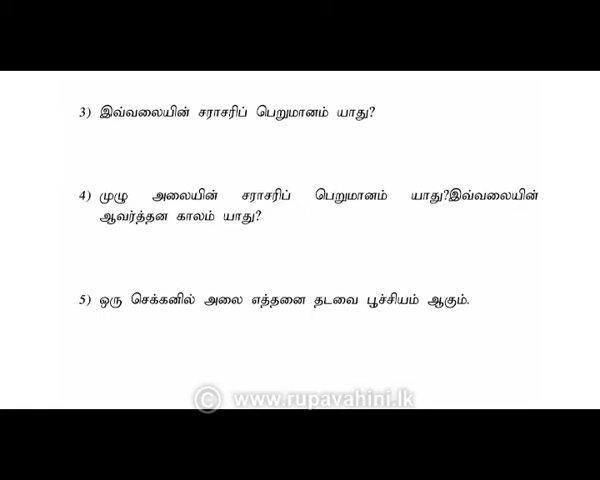 3) இவ்வலையின் சராசரிப் பெறுமானம் யாது?
4) முழு அலையின் சராசரிப் பெறுமானம் யாது?இவ்வலையின்
ஆவர்த்தன காலம் யாது?
5) ஒரு செக்கனில் அலை எத்தனை தடவை பூச்சியம் ஆகும்.
© www.rupavahini.lk